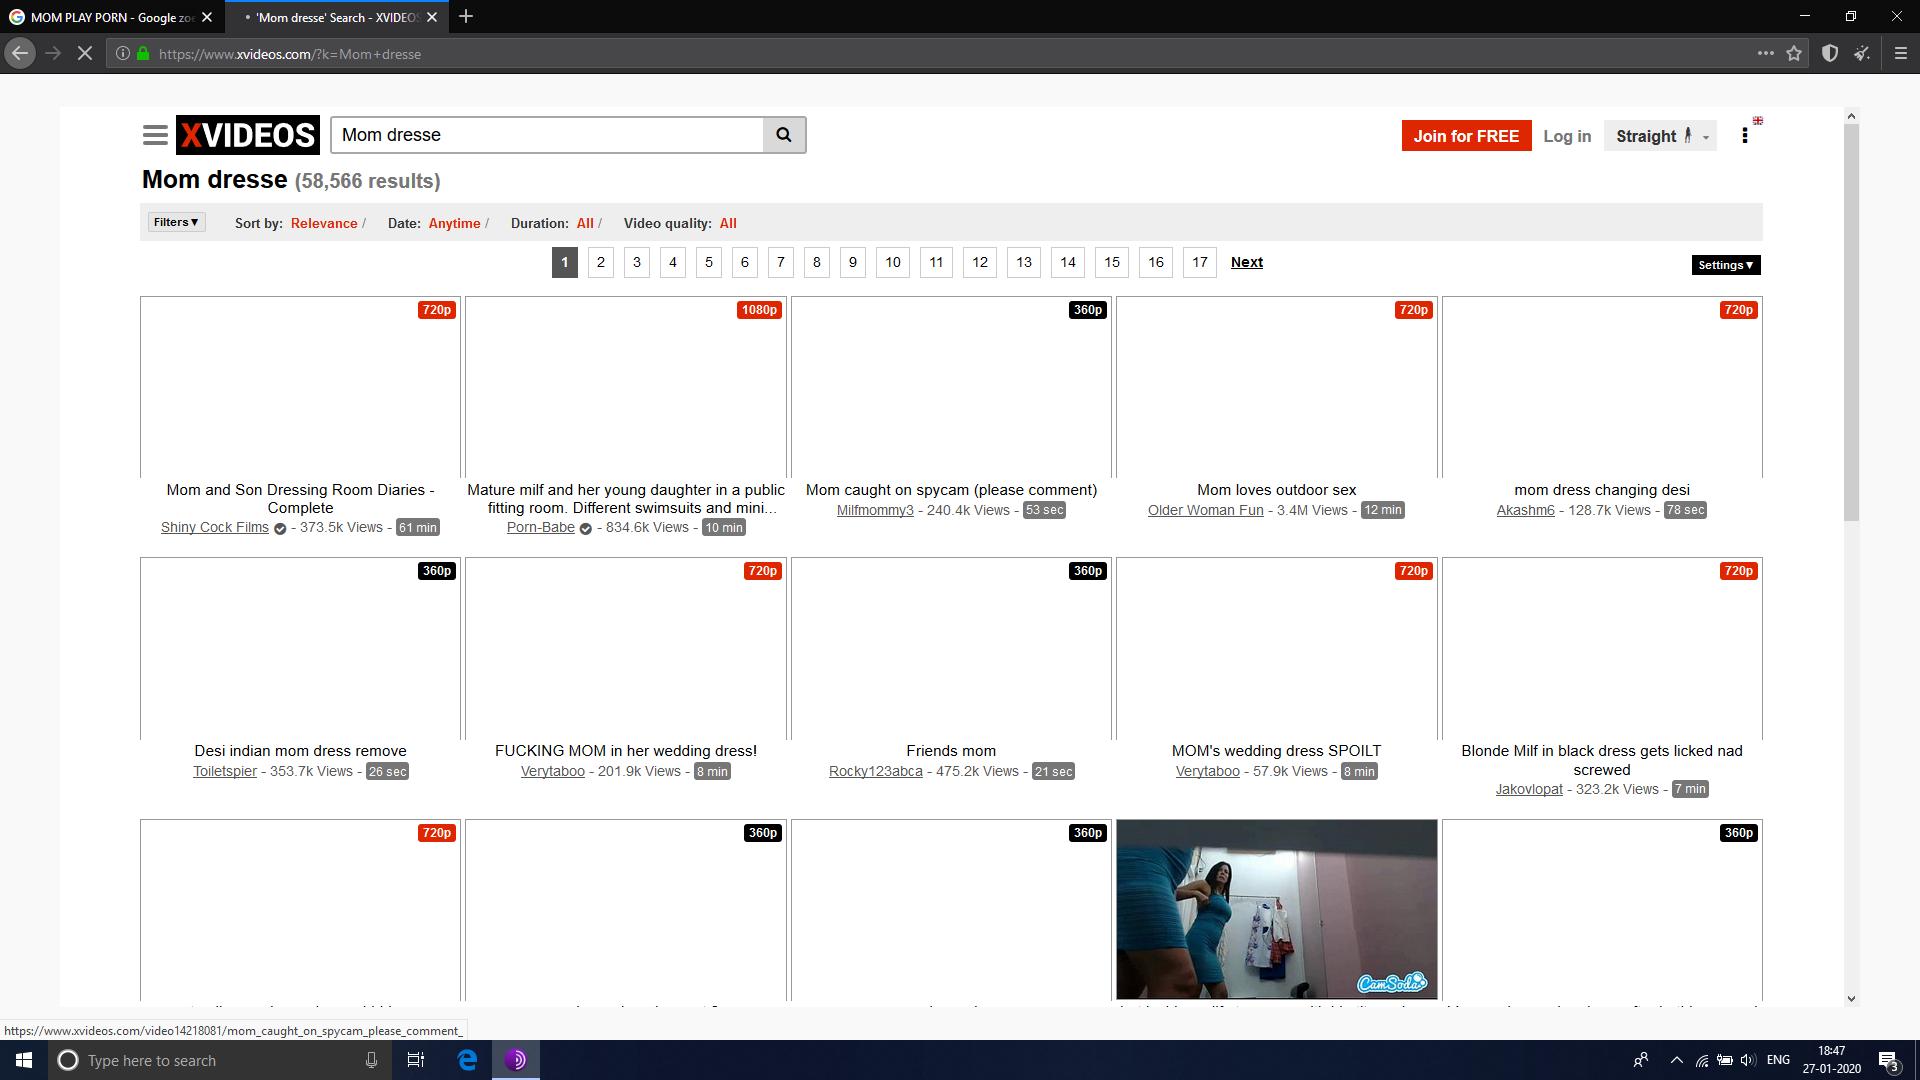 MOM PLAY PORN - Google zoe
'Mom dresse' Search - XVIDEOS
https://www.xvideos.com/?k=Mom+dresse
XVIDEOS
Mom dresse
Join for FREE
Log in
Straight
Mom dresse (58,566 results)
Filters▼
Sort by: Relevance /
Date: Anytime /
Duration: All /
Video quality: All
1 2 3 4 5 6 7 8 9 10 11 12 13 14 15 16 17 Next
Settings▼
720p
1080p
360p
720p
720p
Mom and Son Dressing Room Diaries -
Complete
Shiny Cock Films - 373.5k Views - 61 min
Mature milf and her young daughter in a public
fitting room. Different swimsuits and mini...
Porn-Babe - 834.6k Views - 10 min
Mom caught on spycam (please comment)
Milfmommy3 - 240.4k Views - 53 sec
Mom loves outdoor sex
Older Woman Fun - 3.4M Views - 12 min
mom dress changing desi
Akashm6 - 128.7k Views - 78 sec
360p
720p
360p
720p
720p
Desi indian mom dress remove
Toiletspier - 353.7k Views - 26 sec
FUCKING MOM in her wedding dress!
Verytaboo - 201.9k Views - 8 min
Friends mom
Rocky123abca - 475.2k Views - 21 sec
MOM's wedding dress SPOILT
Verytaboo - 57.9k Views - 8 min
Blonde Milf in black dress gets licked nad
screwed
Jakovlopat - 323.2k Views - 7 min
720p
360p
360p
360p
CamSoda
https://www.xvideos.com/video14218081/mom_caught_on_spycam_please_comment_
Type here to search
ENG
18:47
27-01-2020
3